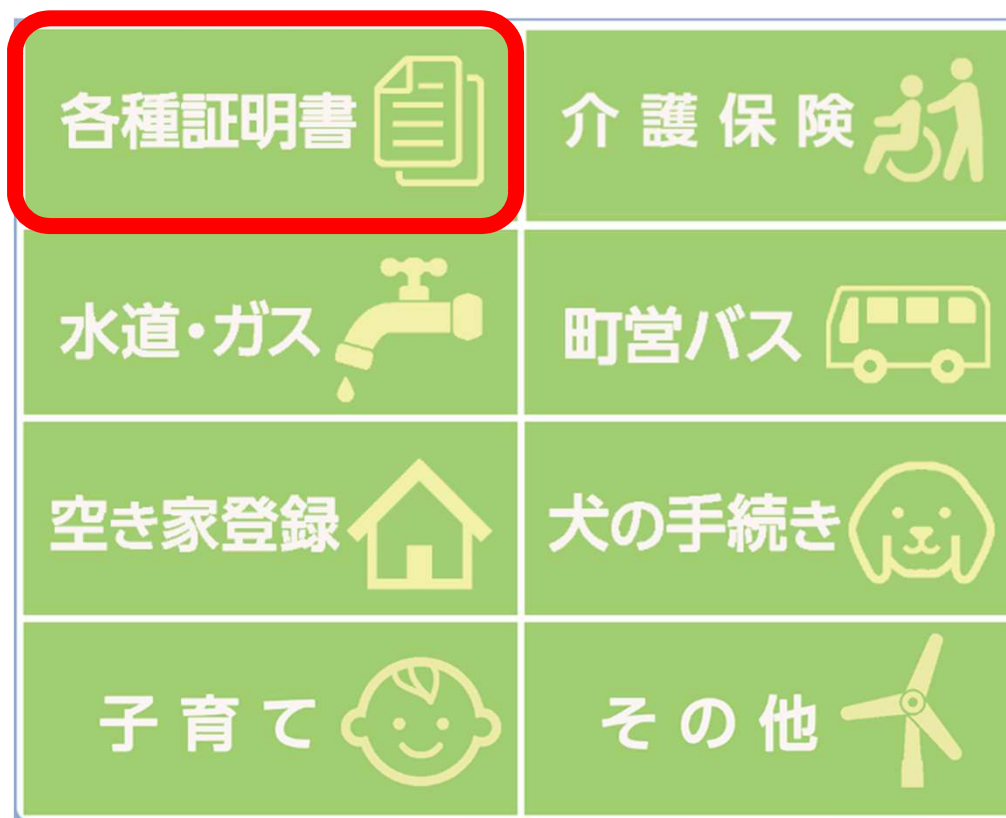 各種証明書
介護保険
水道・ガス
町営バス
空き家登録
犬の手続き
子育て
その他